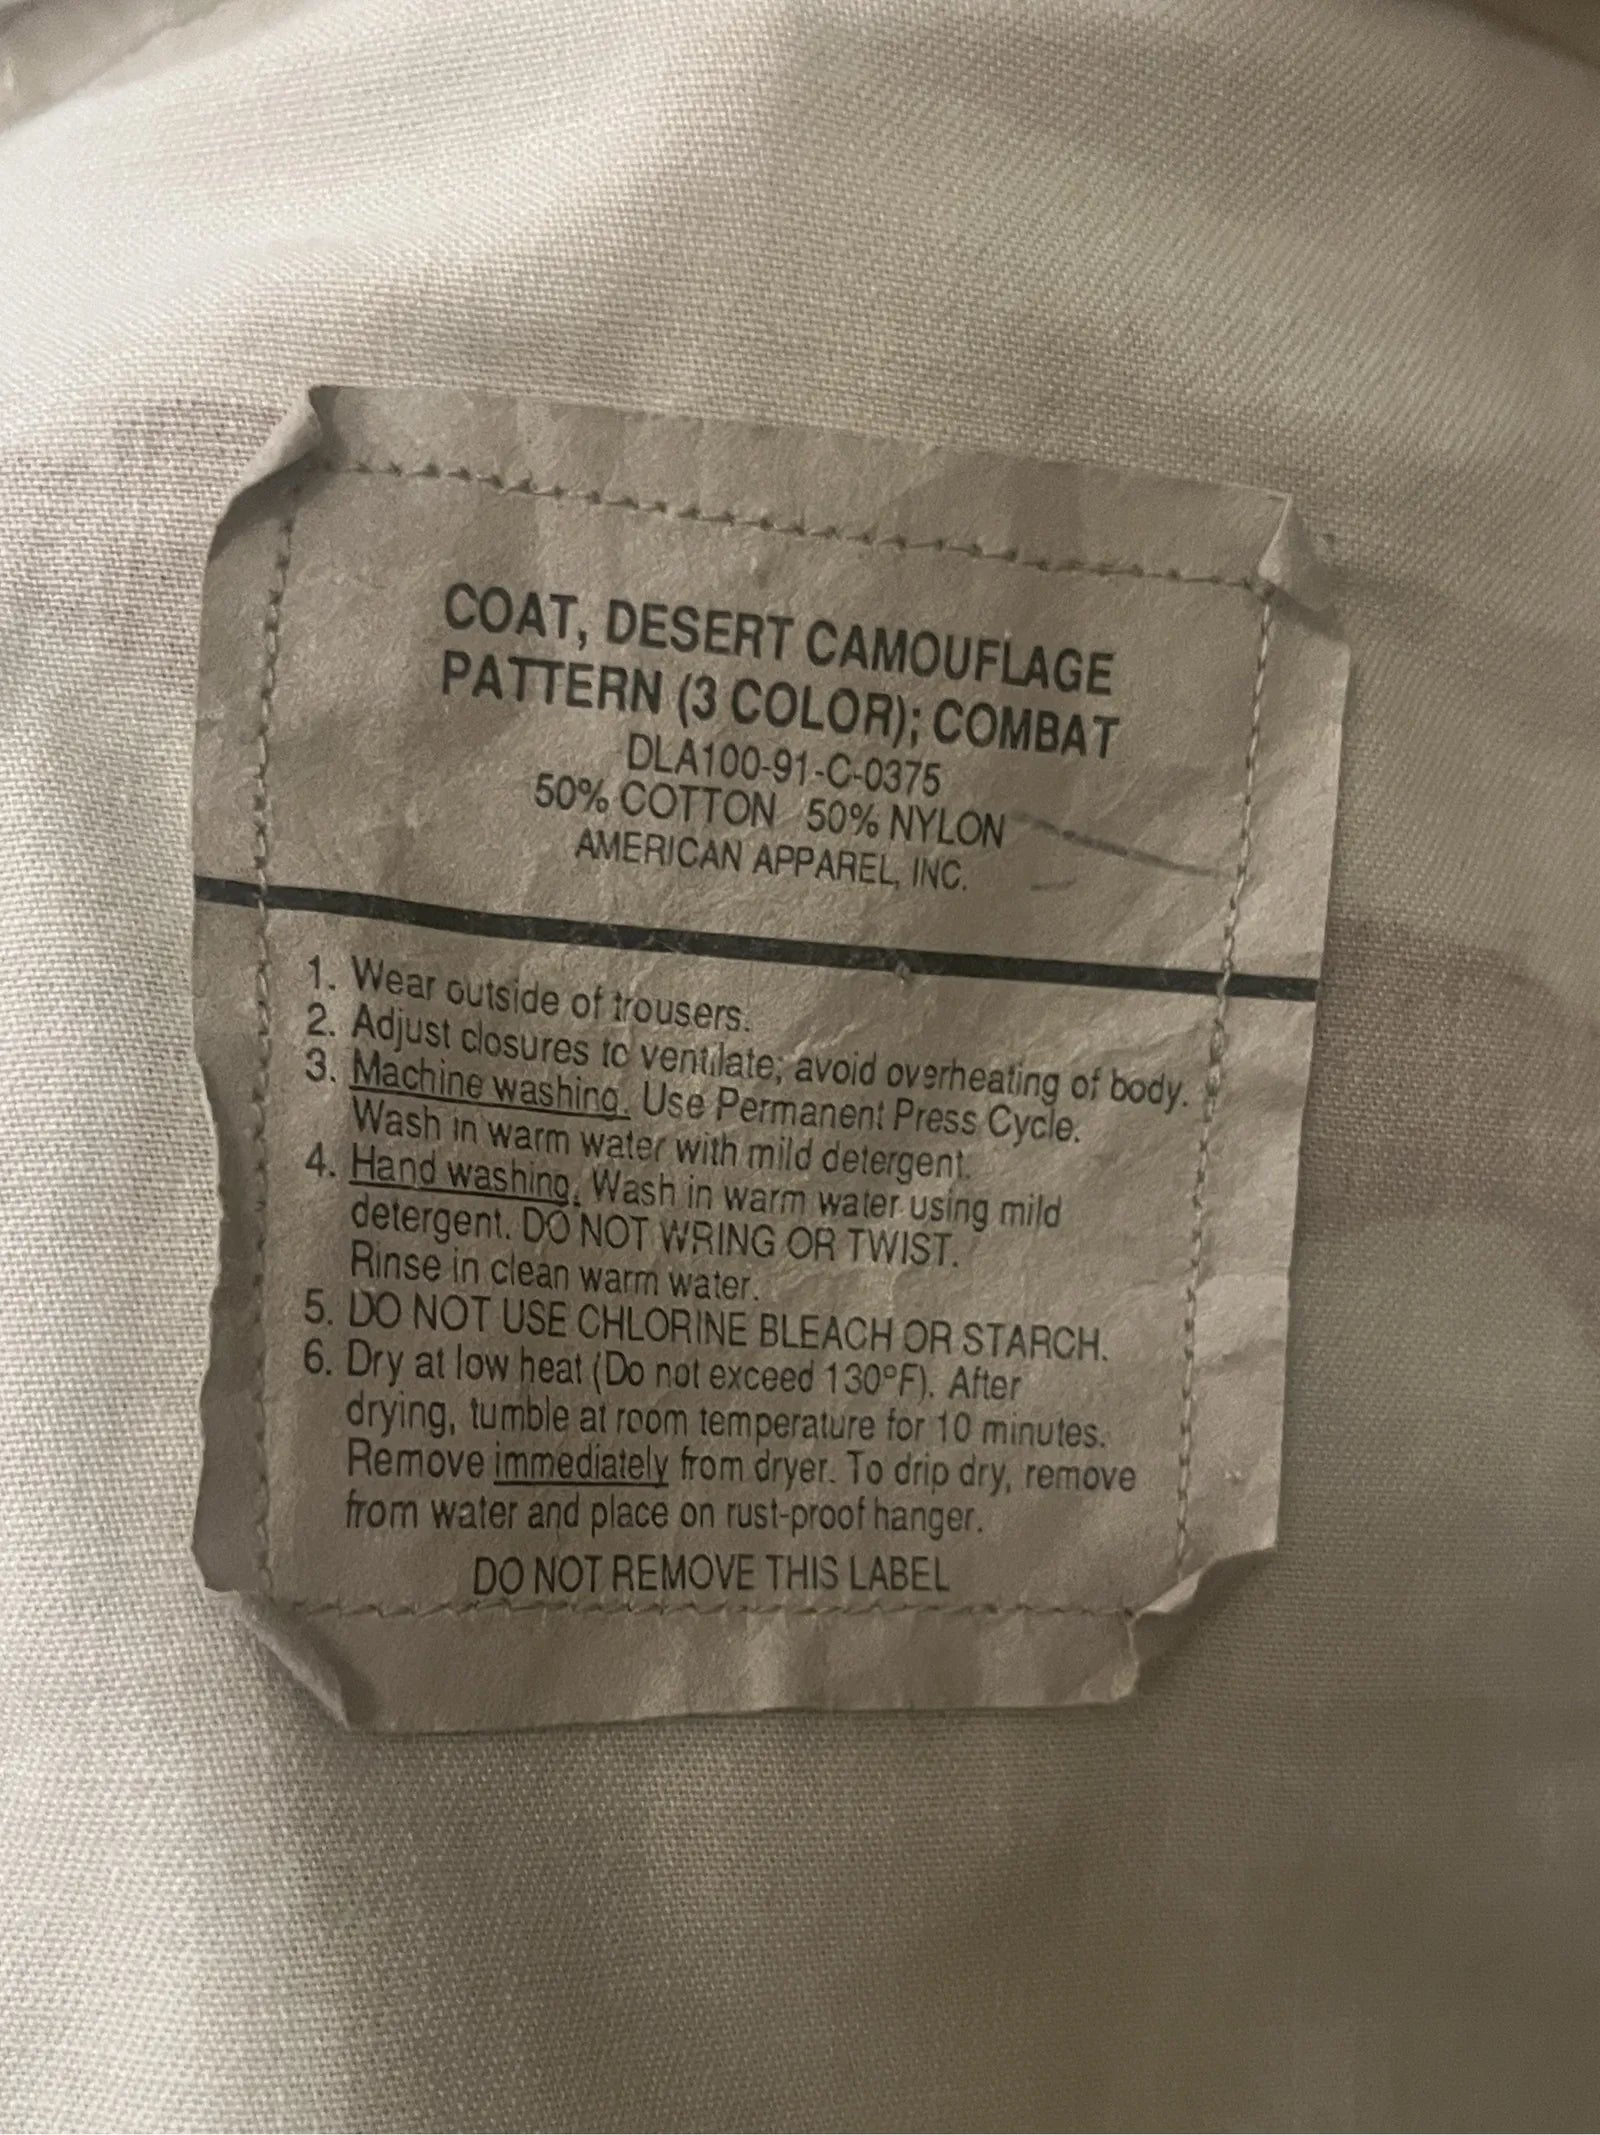 COAT, DESERT CAMOUFLAGE
PATTERN (3 COLOR); COMBAT
DLA100-91-C-0375
50% COTTON 50% NYLON
AMERICAN APPAREL, INC.
1. Wear outside of trousers.
2. Adjust closures to ventilate; avoid overheating of body.
3. Machine washing. Use Permanent Press Cycle.
Wash in warm water with mild detergent.
4. Hand washing. Wash in warm water using mild
detergent. DO NOT WRING OR TWIST.
Rinse in clean warm water.
5. DO NOT USE CHLORINE BLEACH OR STARCH.
6. Dry at low heat (Do not exceed 130°F). After
drying, tumble at room temperature for 10 minutes.
Remove immediately from dryer. To drip dry, remove
from water and place on rust-proof hanger.
DO NOT REMOVE THIS LABEL